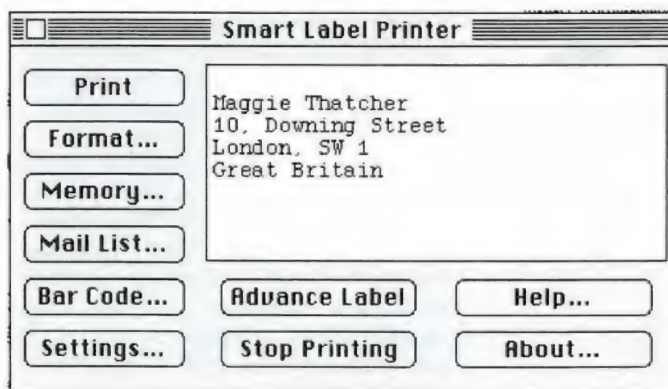 Smart Label Printer
Print
Format...
Memory...
Mail List...
Bar Code...
Settings...
Maggie Thatcher
10, Downing Street
London, SW 1
Great Britain
Advance Label
Help...
Stop Printing
About...